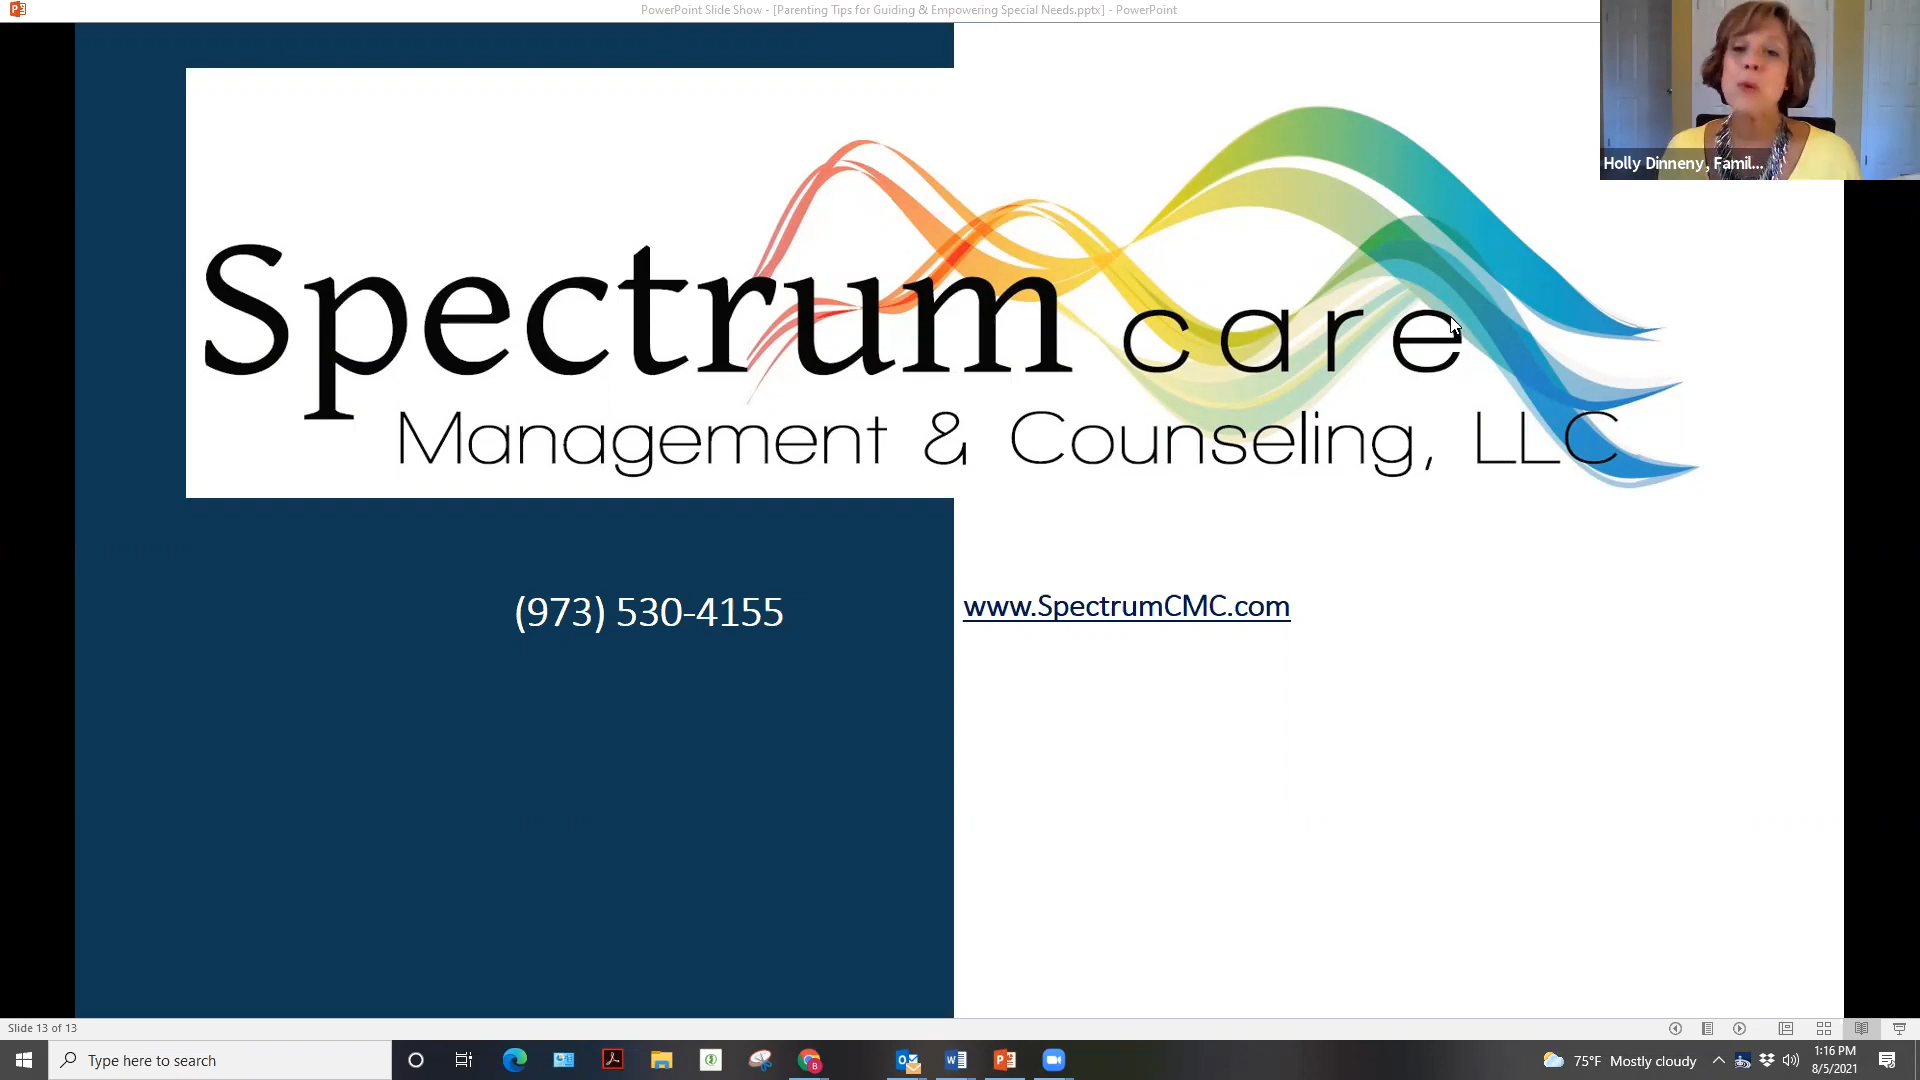 PowerPoint Slide Show - [Parenting Tips for Guiding & Empowering Special Needs.pptx] - PowerPoint
Holly Dinneny, Famil...
Spectrum care
Management & Counseling, LLC
(973) 530-4155
www.SpectrumCMC.com
Slide 13 of 13
Type here to search
75°F Mostly cloudy
1:16 PM
8/5/2021